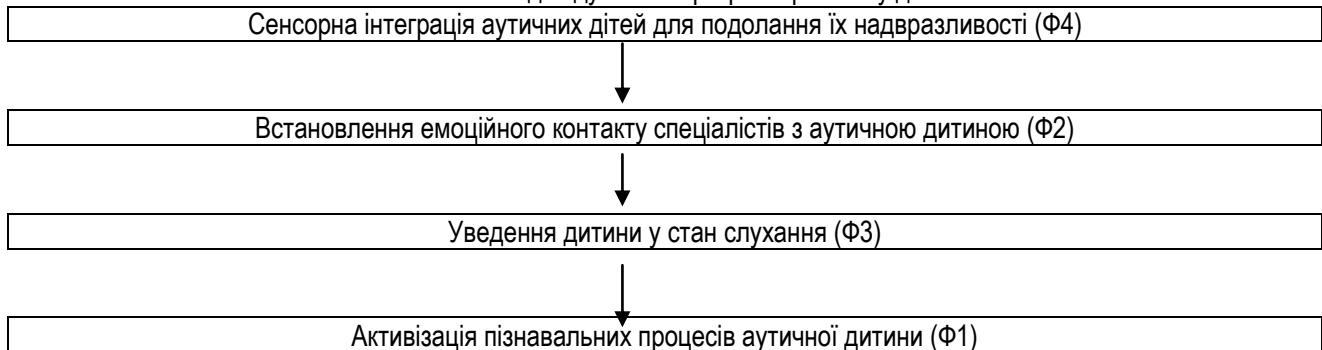 Сенсорна інтеграція аутичних дітей для подолання їх надвразливості (Ф4)
Встановлення емоційного контакту спеціалістів з аутичною дитиною (Ф2)
Уведення дитини у стан слухання (Ф3)
Активізація пізнавальних процесів аутичної дитини (Ф1)